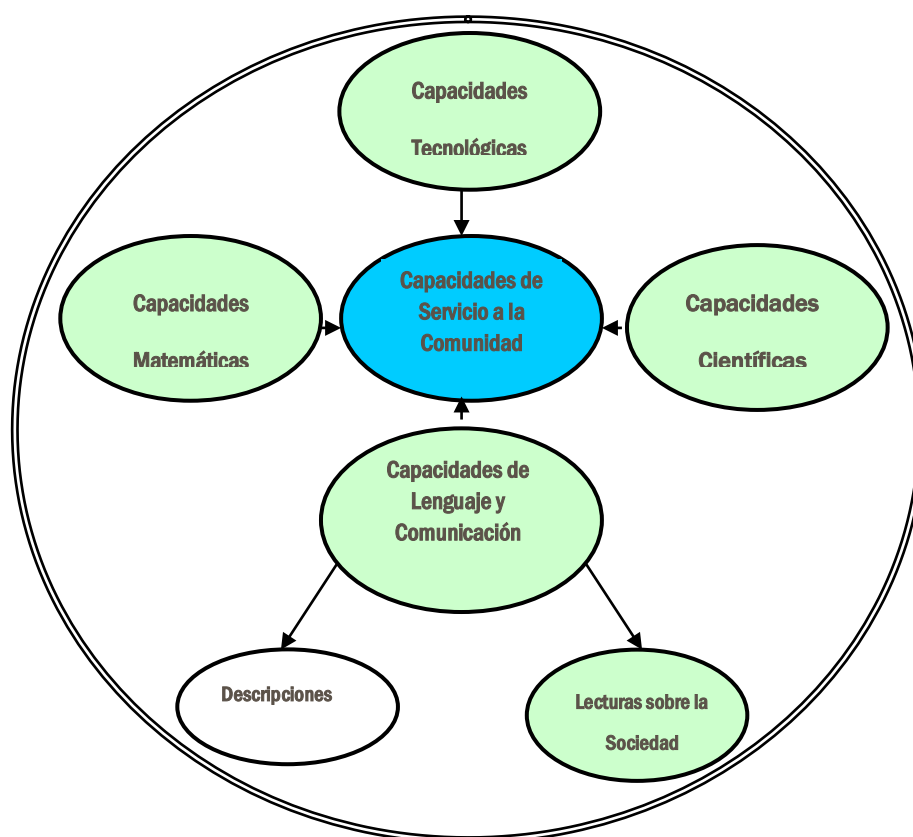 Capacidades
Tecnológicas
Capacidades de
Servicio a la
Comunidad
Capacidades
Matemáticas
Capacidades
Científicas
Capacidades de
Lenguaje y
Comunicación
Descripciones
Lecturas sobre la
Sociedad